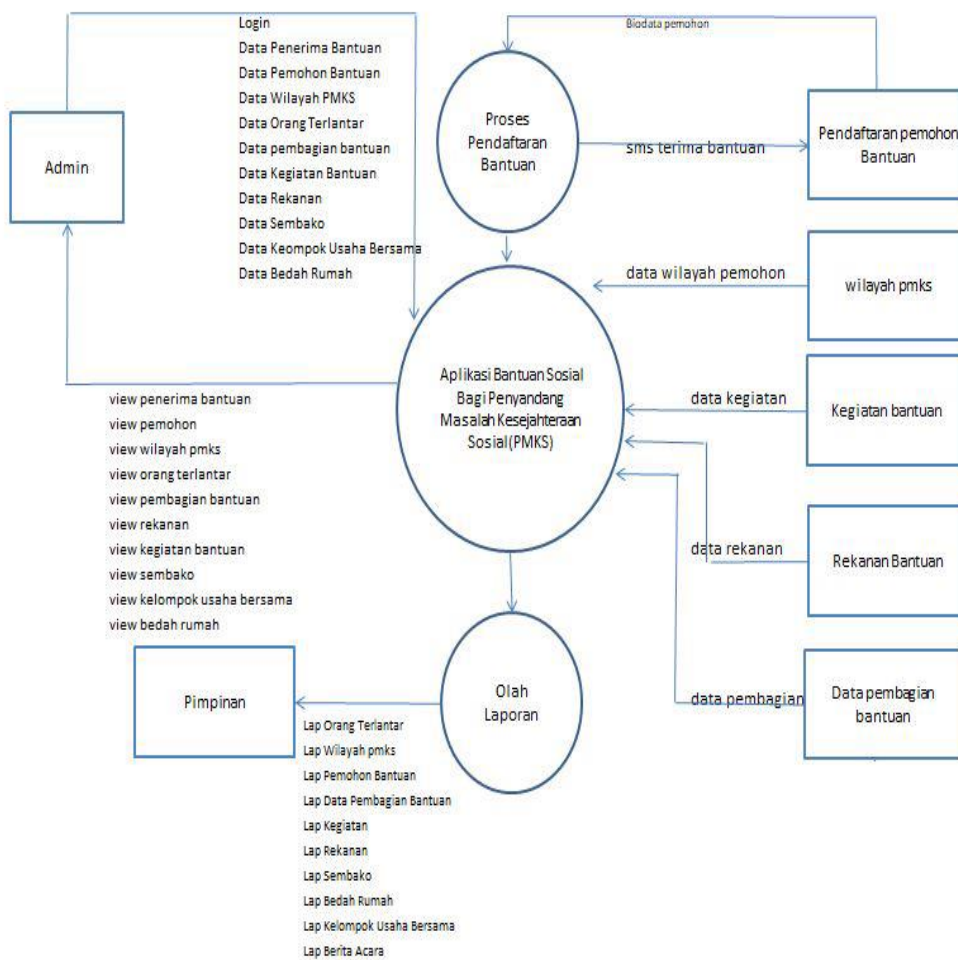 Login
Data Penerima Bantuan
Data Pemohon Bantuan
Data Wilayah PMKS
Data Orang Terlantar
Data pembagian bantuan
Data Kegiatan Bantuan
Data Rekanan
Data Sembako
Data Keompok Usaha Bersama
Data Bedah Rumah
Admin
Biodata pemohon
Proses
Pendaftaran
Bantuan
sms terima bantuan
Pendaftaran pemohon
Bantuan
data wilayah pemohon
wilayah pmks
Aplikasi Bantuan Sosial
Bagi Penyandang
Masalah Kesejahteraan
Sosial(PMKS)
data kegiatan
Kegiatan bantuan
view penerima bantuan
view pemohon
view wilayah pmks
view orang terlantar
view pembagian bantuan
view rekanan
view kegiatan bantuan
view sembako
view kelompok usaha bersama
view bedah rumah
data rekanan
Rekanan Bantuan
data pembagian
Data pembagian
bantuan
Pimpinan
Olah
Laporan
Lap Orang Terlantar
Lap Wilayah pmks
Lap Pemohon Bantuan
Lap Data Pembagian Bantuan
Lap Kegiatan
Lap Rekanan
Lap Sembako
Lap Bedah Rumah
Lap Kelompok Usaha Bersama
Lap Berita Acara